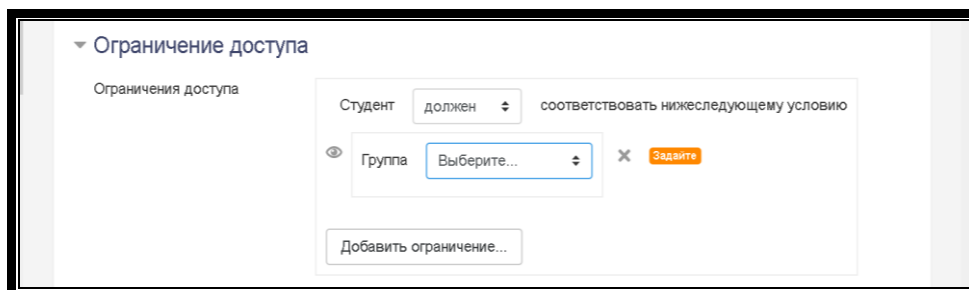 Ограничение доступа
Ограничения доступа
Студент должен соответствовать нижеследующему условию
Группа Выберите... Задайте
Добавить ограничение...